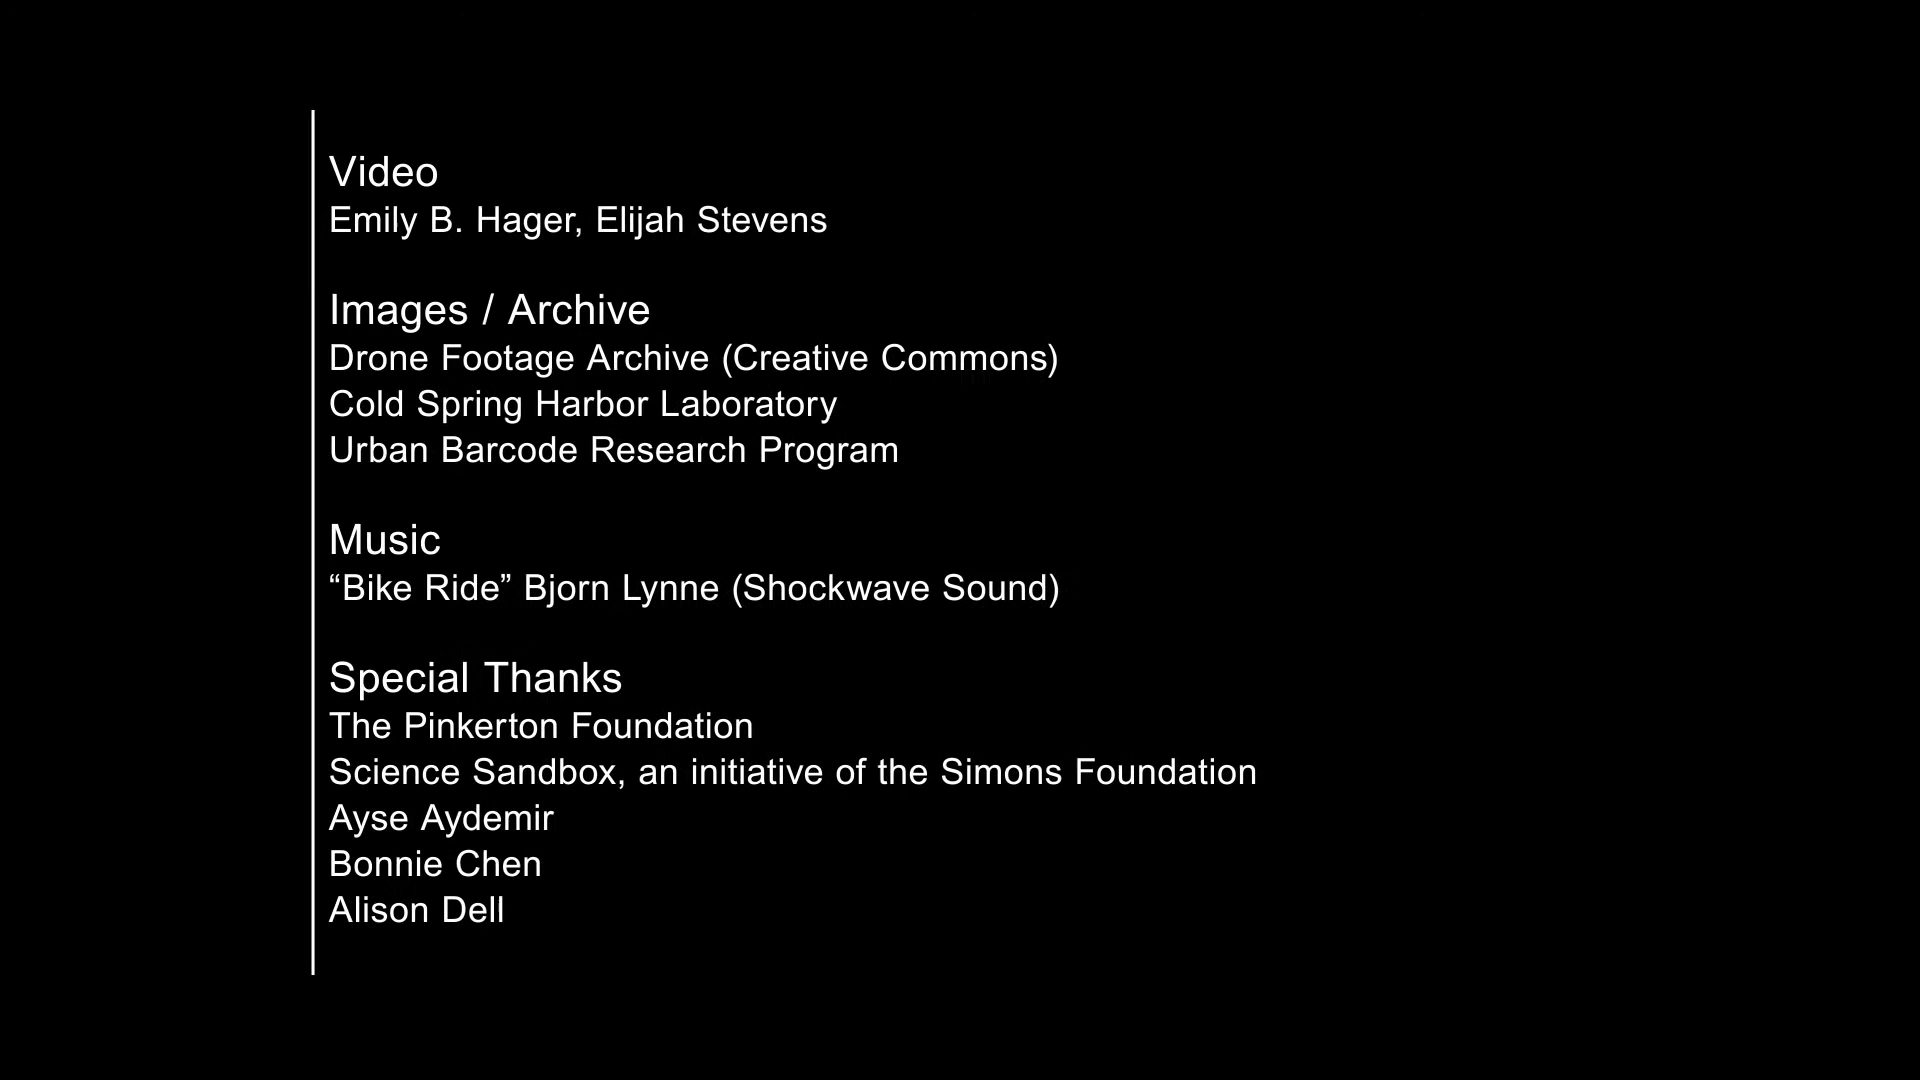 Video
Emily B. Hager, Elijah Stevens
Images / Archive
Drone Footage Archive (Creative Commons)
Cold Spring Harbor Laboratory
Urban Barcode Research Program
Music
“Bike Ride” Bjorn Lynne (Shockwave Sound)
Special Thanks
The Pinkerton Foundation
Science Sandbox, an initiative of the Simons Foundation
Ayse Aydemir
Bonnie Chen
Alison Dell